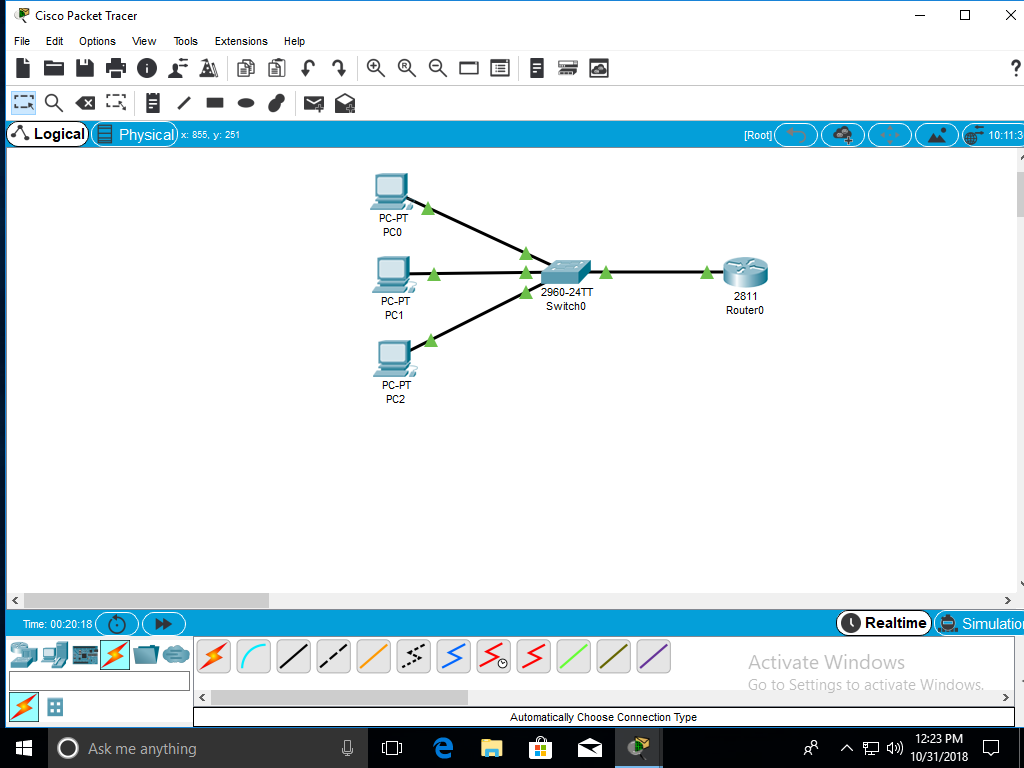 Cisco Packet Tracer
File Edit Options View Tools Extensions Help
?
Logical Physical x: 855, y: 251 [Root] 10:11:3
PC-PT
PC0
PC-PT
PC1
PC-PT
PC2
2960-24TT
Switch0
2811
Router0
Time: 00:20:18 Realtime Simulation
Activate Windows
Go to Settings to activate Windows.
Automatically Choose Connection Type
Ask me anything
12:23 PM
10/31/2018